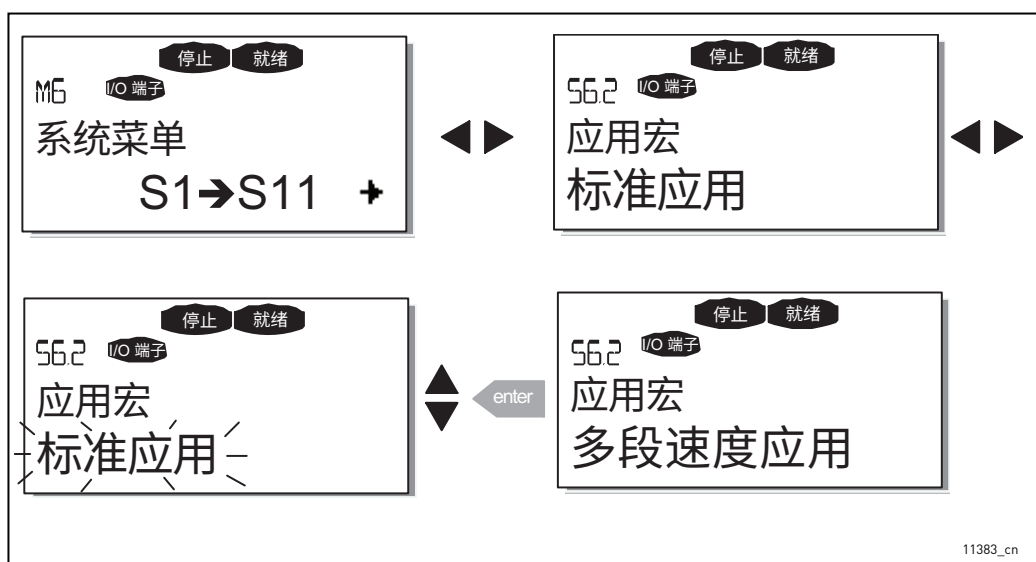 停止 就绪
M6 I/O 端子
系统菜单
S1➔S11
停止 就绪
S6.2 I/O 端子
应用宏
标准应用
停止 就绪
S6.2 I/O 端子
应用宏
标准应用
enter
停止 就绪
S6.2 I/O 端子
应用宏
多段速度应用
11383_cn